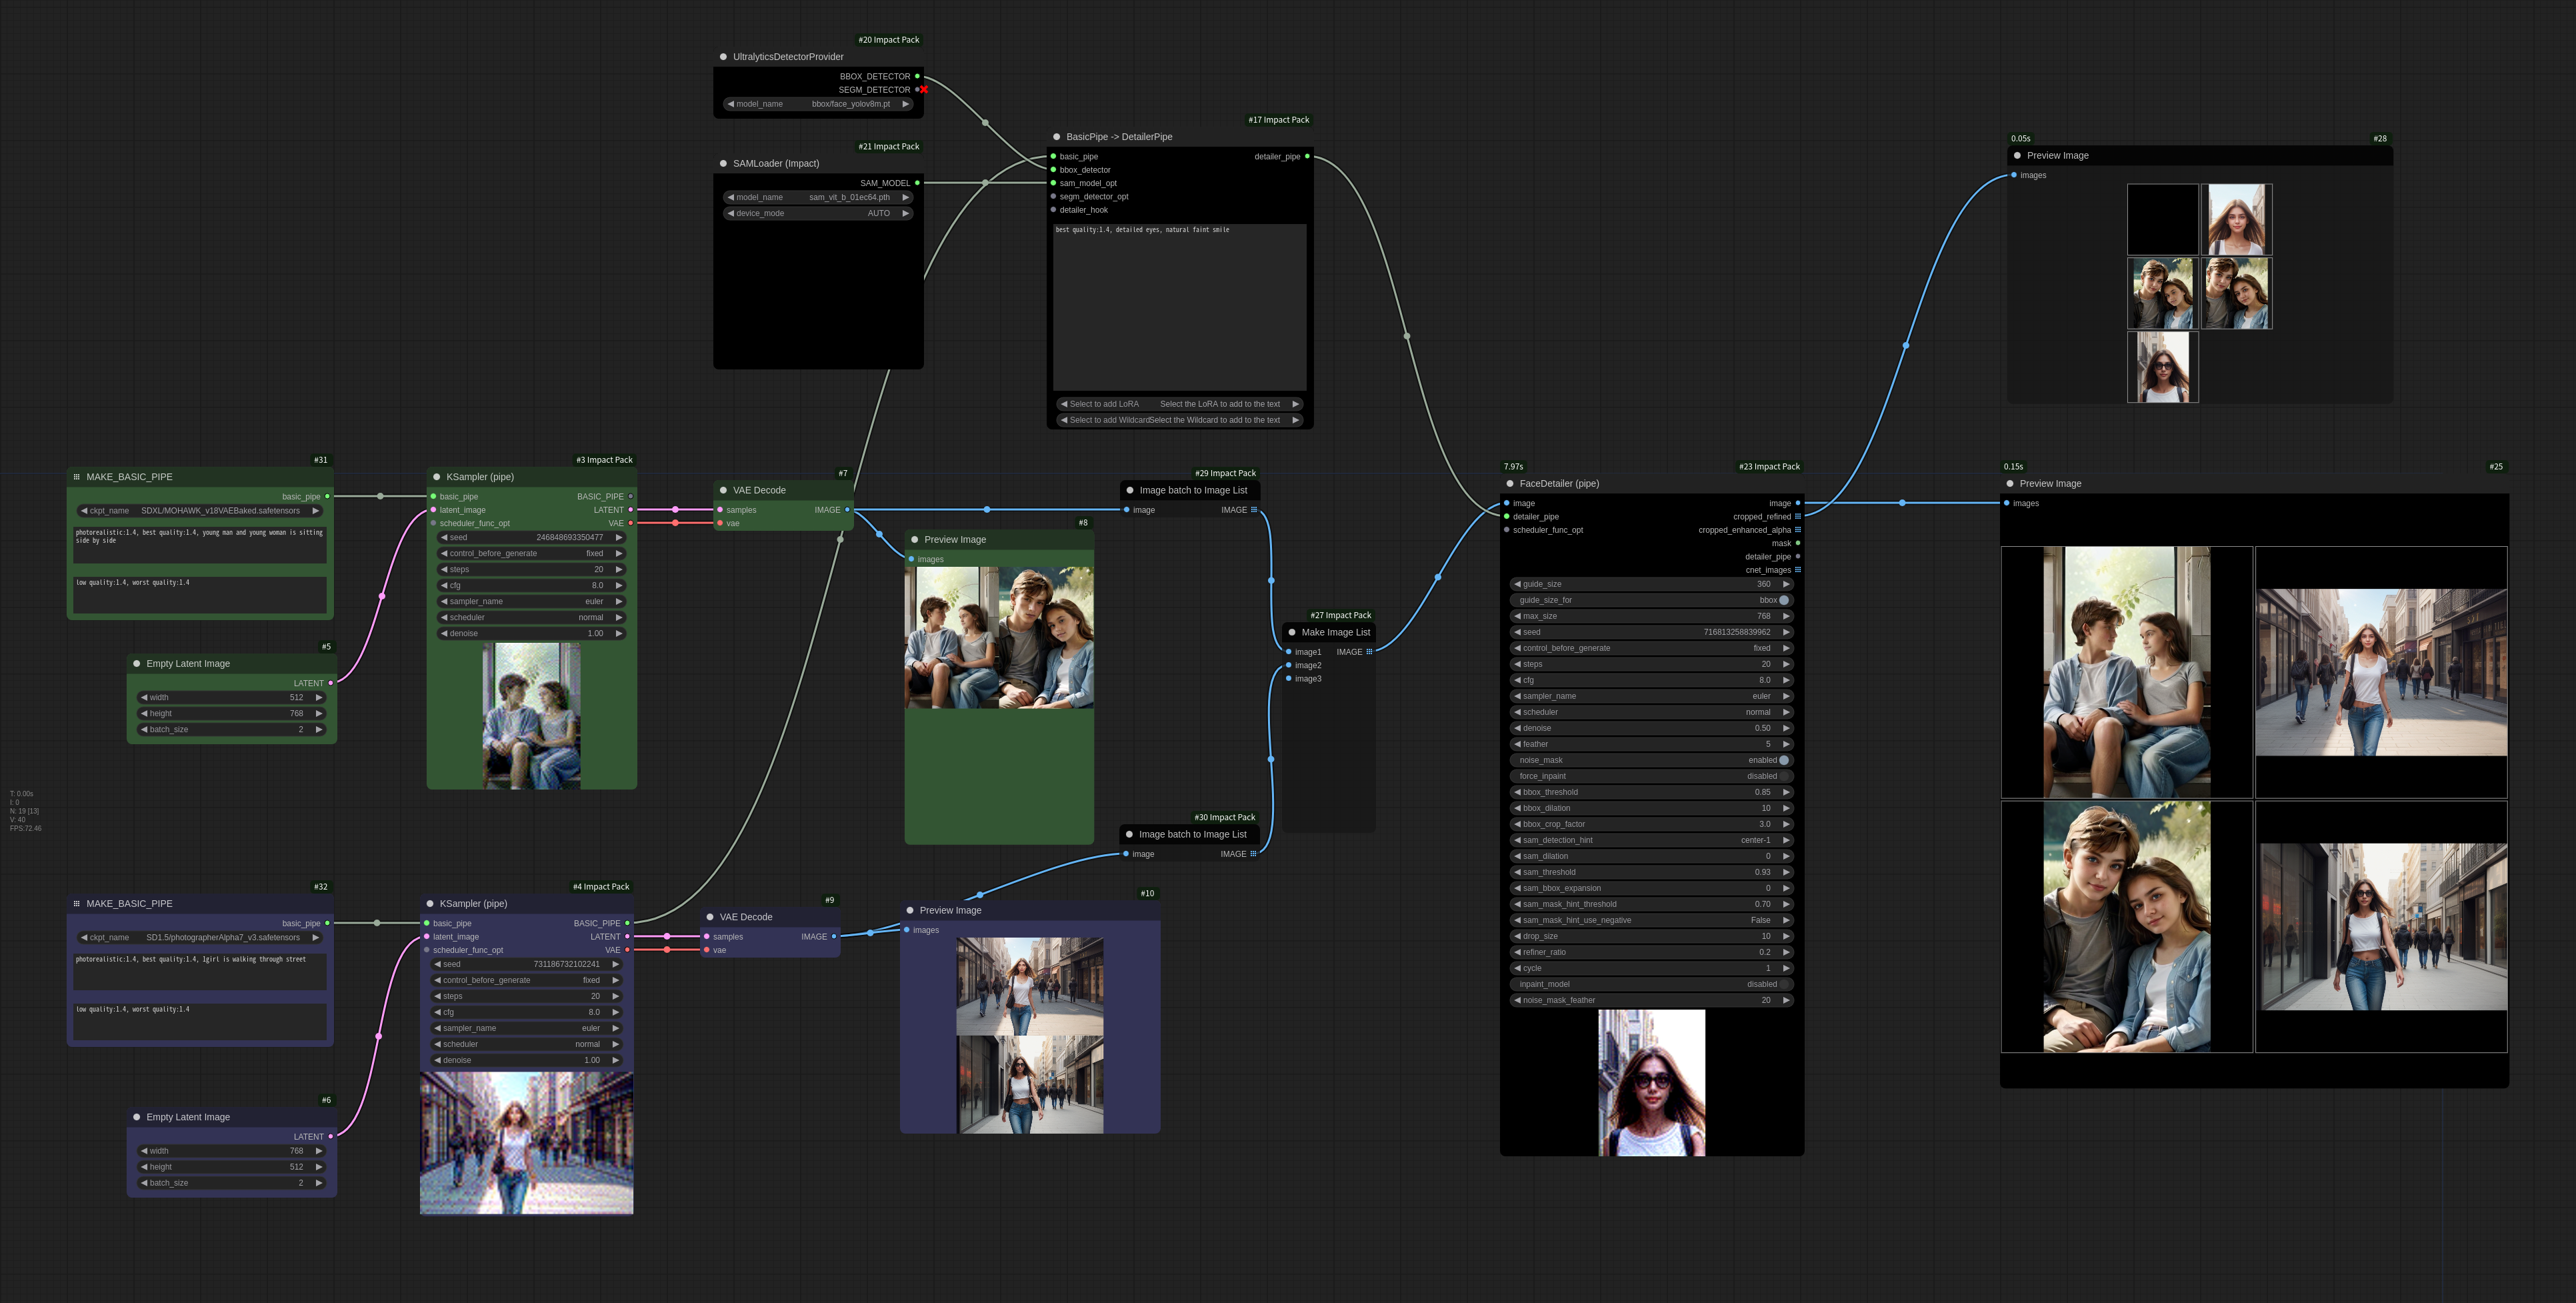 #20 Impact Pack
UltralyticsDetectorProvider
BBOX_DETECTOR
SEGM_DETECTOR
model_name bbox/face_yolov8m.pt
#21 Impact Pack
SAMLoader (Impact)
SAM_MODEL
model_name sam_vit_b_01ec64.pth
device_mode AUTO
#17 Impact Pack
BasicPipe -> DetailerPipe
basic_pipe detailer_pipe
bbox_detector
sam_model_opt
segm_detector_opt
detailer_hook
best quality:1.4, detailed eyes, natural faint smile
Select to add LoRA Select the LoRA to add to the text
Select to add Wildcard Select the Wildcard to add to the text
0.05s #28
Preview Image
images
#31
MAKE_BASIC_PIPE
basic_pipe
ckpt_name SDXL/MOHAWK_v18VAEBaked.safetensors
photorealistic:1.4, best quality:1.4, young man and young woman is sitting
side by side
low quality:1.4, worst quality:1.4
#5
Empty Latent Image
LATENT
width 512
height 768
batch_size 2
#3 Impact Pack
KSampler (pipe)
basic_pipe BASIC_PIPE
latent_image LATENT
scheduler_func_opt VAE
seed 246848693350477
control_before_generate fixed
steps 20
cfg 8.0
sampler_name euler
scheduler normal
denoise 1.00
#7
VAE Decode
samples IMAGE
vae
#8
Preview Image
images
#29 Impact Pack
Image batch to Image List
image IMAGE
#27 Impact Pack
Make Image List
image1 IMAGE
image2
image3
#30 Impact Pack
Image batch to Image List
image IMAGE
T: 0.00s
I: 0
N: 19 [13]
V: 40
FPS:72.46
#32
MAKE_BASIC_PIPE
basic_pipe
ckpt_name SD1.5/photographerAlpha7_v3.safetensors
photorealistic:1.4, best quality:1.4, 1girl is walking through street
low quality:1.4, worst quality:1.4
#6
Empty Latent Image
LATENT
width 768
height 512
batch_size 2
#4 Impact Pack
KSampler (pipe)
basic_pipe BASIC_PIPE
latent_image LATENT
scheduler_func_opt VAE
seed 731186732102241
control_before_generate fixed
steps 20
cfg 8.0
sampler_name euler
scheduler normal
denoise 1.00
#9
VAE Decode
samples IMAGE
vae
#10
Preview Image
images
7.97s #23 Impact Pack
FaceDetailer (pipe)
image image
detailer_pipe cropped_refined
scheduler_func_opt cropped_enhanced_alpha
mask
detailer_pipe
cnet_images
guide_size 360
guide_size_for bbox
max_size 768
seed 716813258839962
control_before_generate fixed
steps 20
cfg 8.0
sampler_name euler
scheduler normal
denoise 0.50
feather 5
noise_mask enabled
force_inpaint disabled
bbox_threshold 0.85
bbox_dilation 10
bbox_crop_factor 3.0
sam_detection_hint center-1
sam_dilation 0
sam_threshold 0.93
sam_bbox_expansion 0
sam_mask_hint_threshold 0.70
sam_mask_hint_use_negative False
drop_size 10
refiner_ratio 0.2
cycle 1
inpaint_model disabled
noise_mask_feather 20
0.15s #25
Preview Image
images